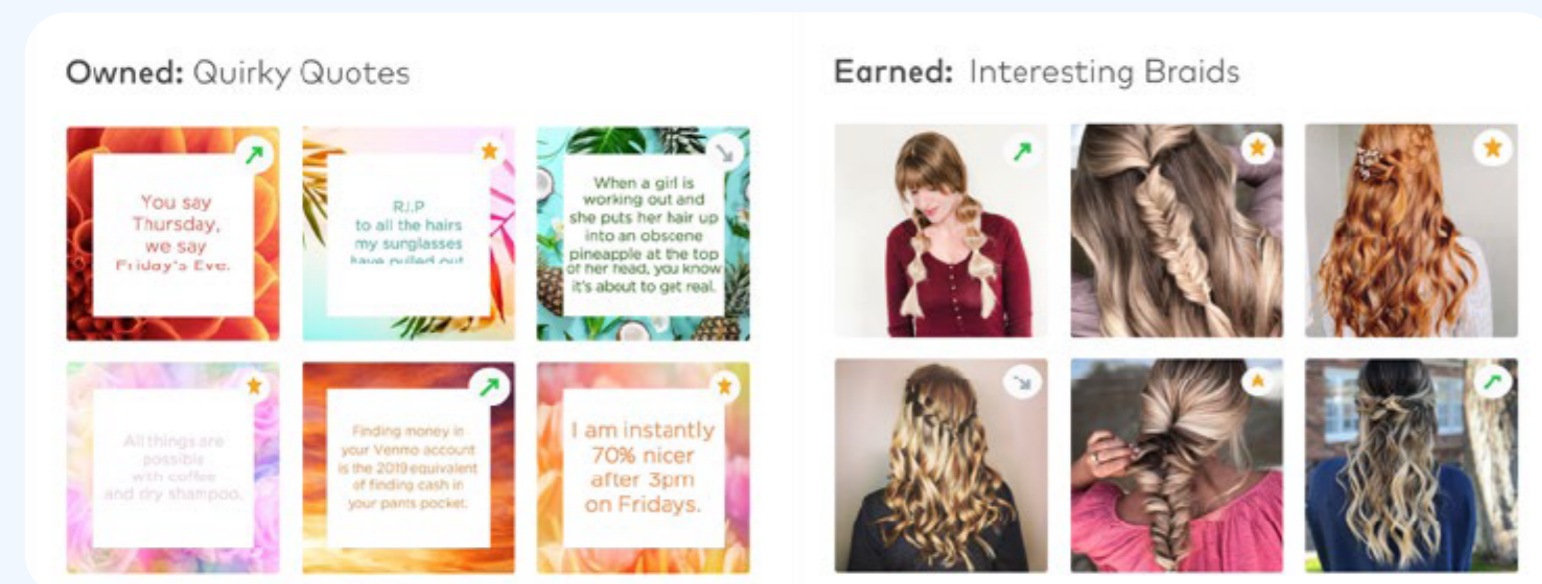 Owned: Quirky Quotes
Earned: Interesting Braids
You say
Thursday,
we say
Friday's Eve.
R.I.P
to all the hairs
my sunglasses
have pulled out
When a girl is
working out and
she puts her hair up
into an obscene
pineapple at the top
of her head, you know
it's about to get real.
All things are
possible
with coffee
and dry shampoo.
Finding money in
your Venmo account
is the 2019 equivalent
of finding cash in
your pants pocket.
I am instantly
70% nicer
after 3pm
on Fridays.